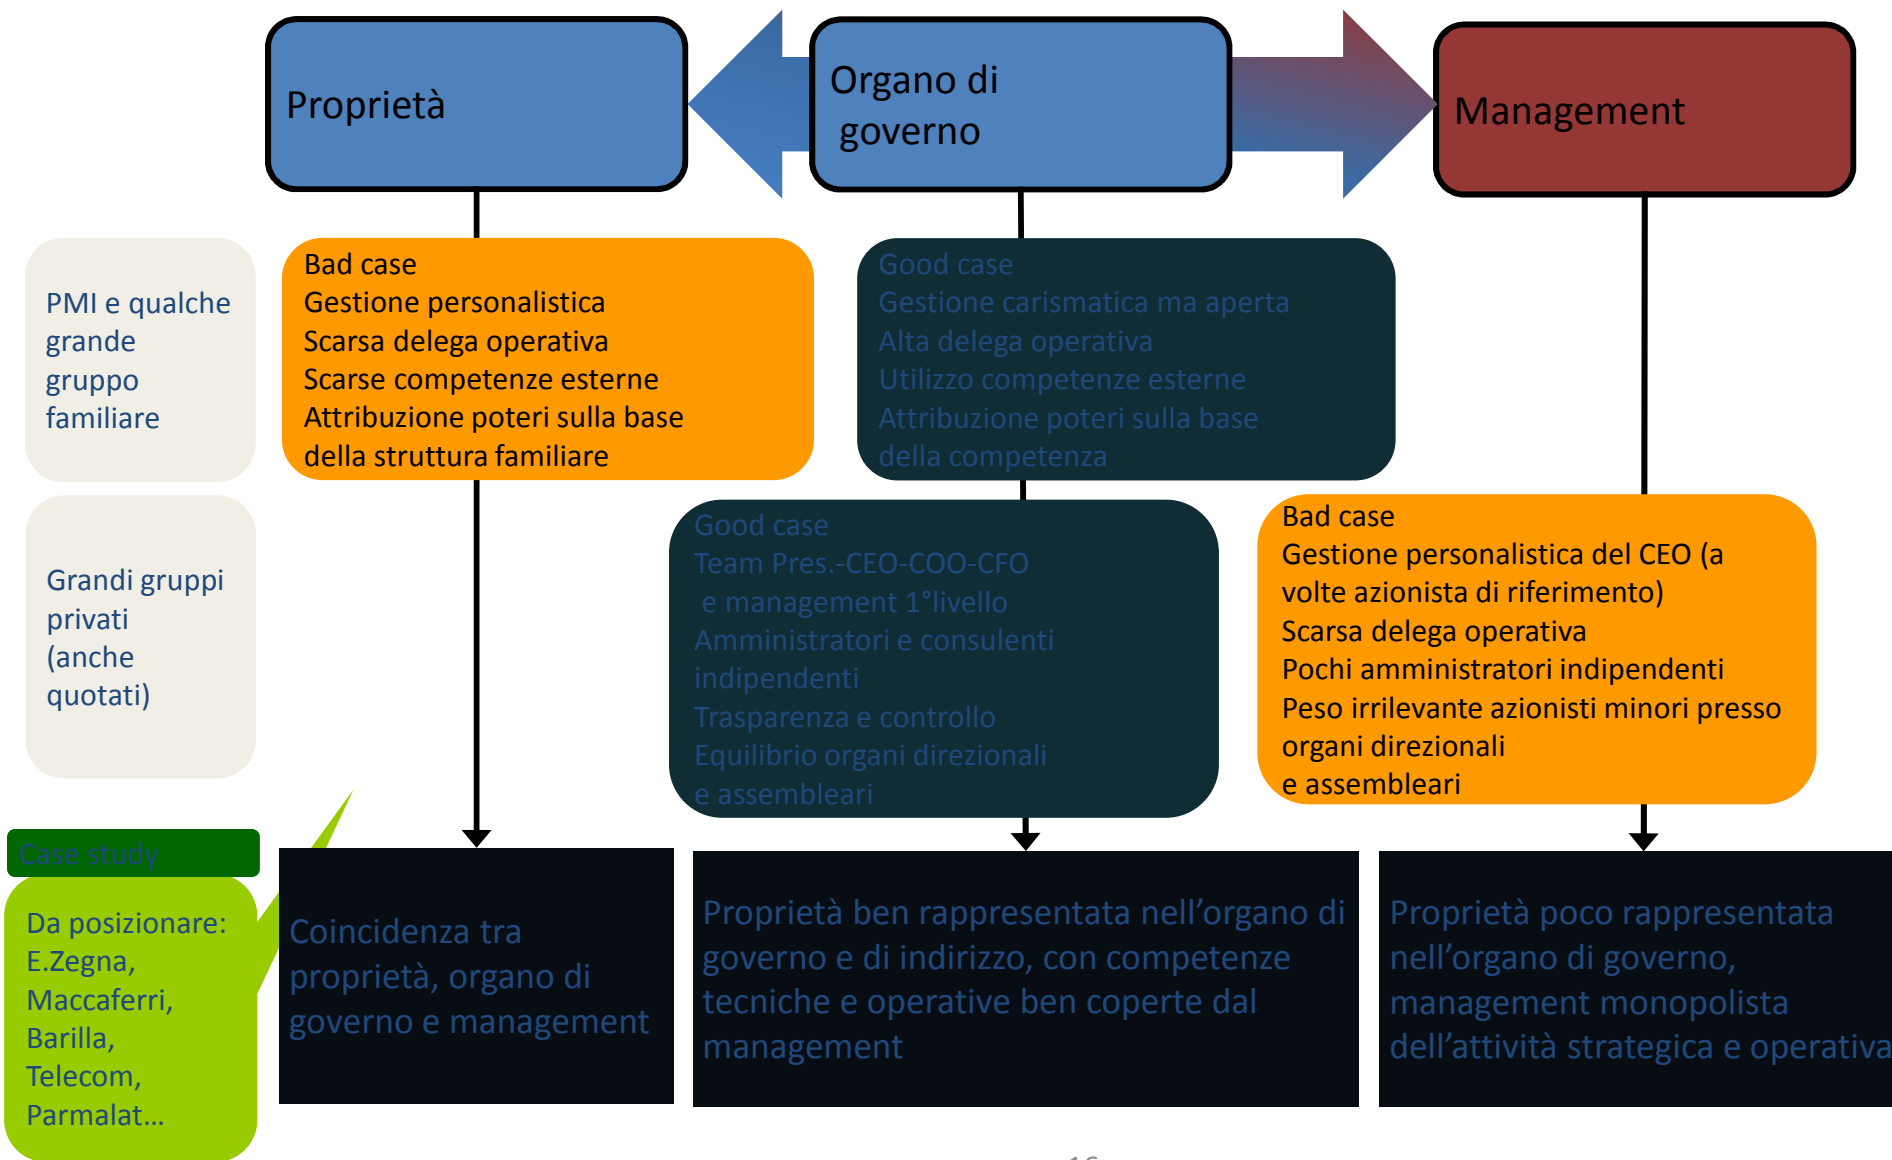 Proprietà
Organo di
governo
Management
PMI e qualche
grande
gruppo
familiare
Bad case
Gestione personalistica
Scarsa delega operativa
Scarse competenze esterne
Attribuzione poteri sulla base
della struttura familiare
Good case
Gestione carismatica ma aperta
Alta delega operativa
Utilizzo competenze esterne
Attribuzione poteri sulla base
della competenza
Grandi gruppi
privati
(anche
quotati)
Good case
Team Pres.-CEO-COO-CFO
e management 1°livello
Amministratori e consulenti
indipendenti
Trasparenza e controllo
Equilibrio organi direzionali
e assembleari
Bad case
Gestione personalistica del CEO (a
volte azionista di riferimento)
Scarsa delega operativa
Pochi amministratori indipendenti
Peso irrilevante azionisti minori presso
organi direzionali
e assembleari
Case study
Da posizionare:
E.Zegna,
Maccaferri,
Barilla,
Telecom,
Parmalat…
Coincidenza tra
proprietà, organo di
governo e management
Proprietà ben rappresentata nell’organo di
governo e di indirizzo, con competenze
tecniche e operative ben coperte dal
management
Proprietà poco rappresentata
nell’organo di governo,
management monopolista
dell’attività strategica e operativa